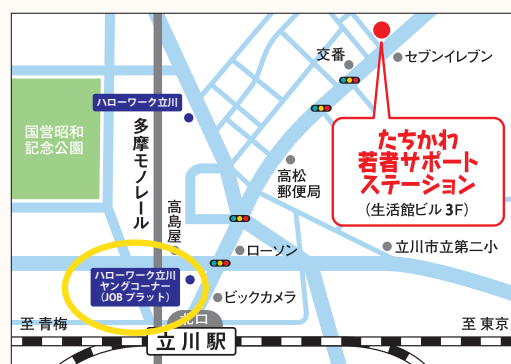 交番
セブンイレブン
ハローワーク立川
国営昭和
記念公園
多摩モノレール
たちかわ
若者サポート
ステーション
(生活館ビル 3F)
高松
郵便局
高島屋
ローソン
立川市立第二小
ハローワーク立川
ヤングコーナー
(JOBプラット)
ビックカメラ
北口
至 青梅
立川駅
至 東京